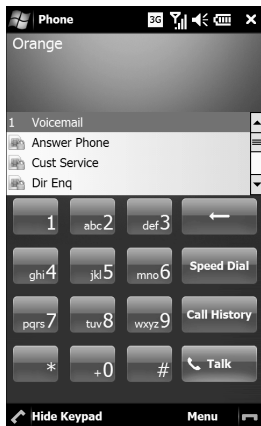 Phone 3G
Orange
1 Voicemail
Answer Phone
Cust Service
Dir Enq
1 abc2 def3
ghi4 jkl5 mno6 Speed Dial
pqrs7 tuv8 wxyz9 Call History
* +0 # Talk
Hide Keypad Menu